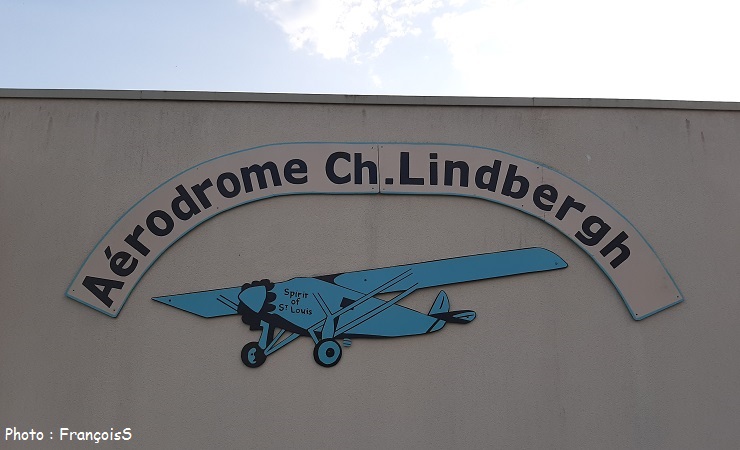 Aérodrome Ch.Lindbergh
Spirit
of
St Louis
Photo : FrançoisS